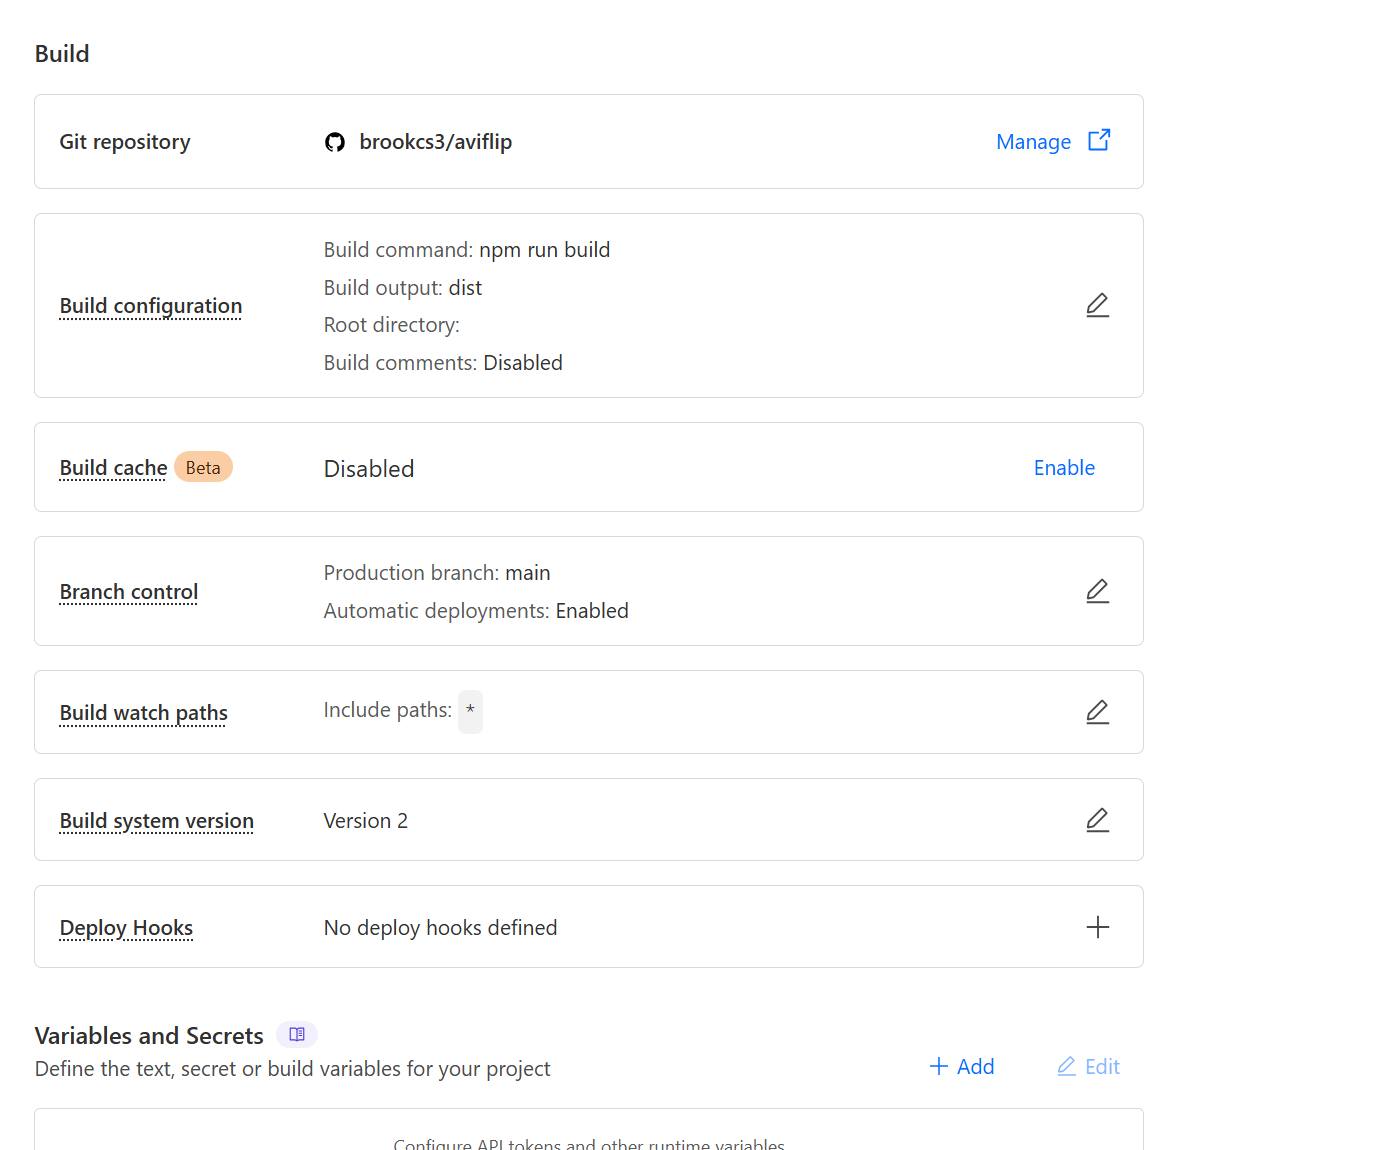 Build
Git repository
brookcs3/aviflip
Manage
Build configuration
Build command: npm run build
Build output: dist
Root directory:
Build comments: Disabled
Build cache
Beta
Disabled
Enable
Branch control
Production branch: main
Automatic deployments: Enabled
Build watch paths
Include paths: *
Build system version
Version 2
Deploy Hooks
No deploy hooks defined
Variables and Secrets
Define the text, secret or build variables for your project
Add
Edit
Configure API tokens and other runtime variables